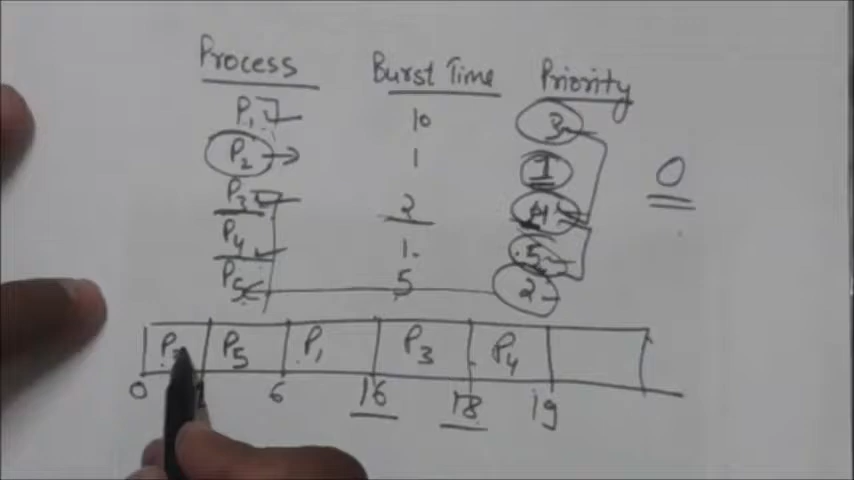 Process Burst Time Priority
P1 10 3
P2 1 1 0
P3 2 4
P4 1 5
P5 5 2
P2 P5 P1 P3 P4
0 1 6 16 18 19